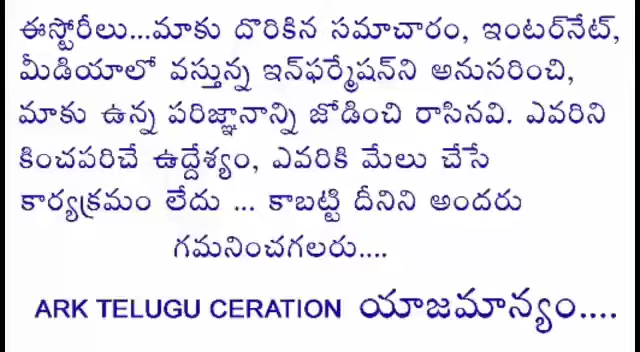 ఈస్టోరీలు...మాకు దొరికిన సమాచారం, ఇంటర్‌నేట్,
మీడియాలో వస్తున్న ఇన్‌ఫర్మేషన్‌ని అనుసరించి,
మాకు ఉన్న పరిజ్ఞానాన్ని జోడించి రాసినవి. ఎవరిని
కించపరిచే ఉద్దేశ్యం, ఎవరికి మేలు చేసే
కార్యక్రమం లేదు ... కాబట్టి దీనిని అందరు
గమనించగలరు....
ARK TELUGU CERATION యాజమాన్యం....